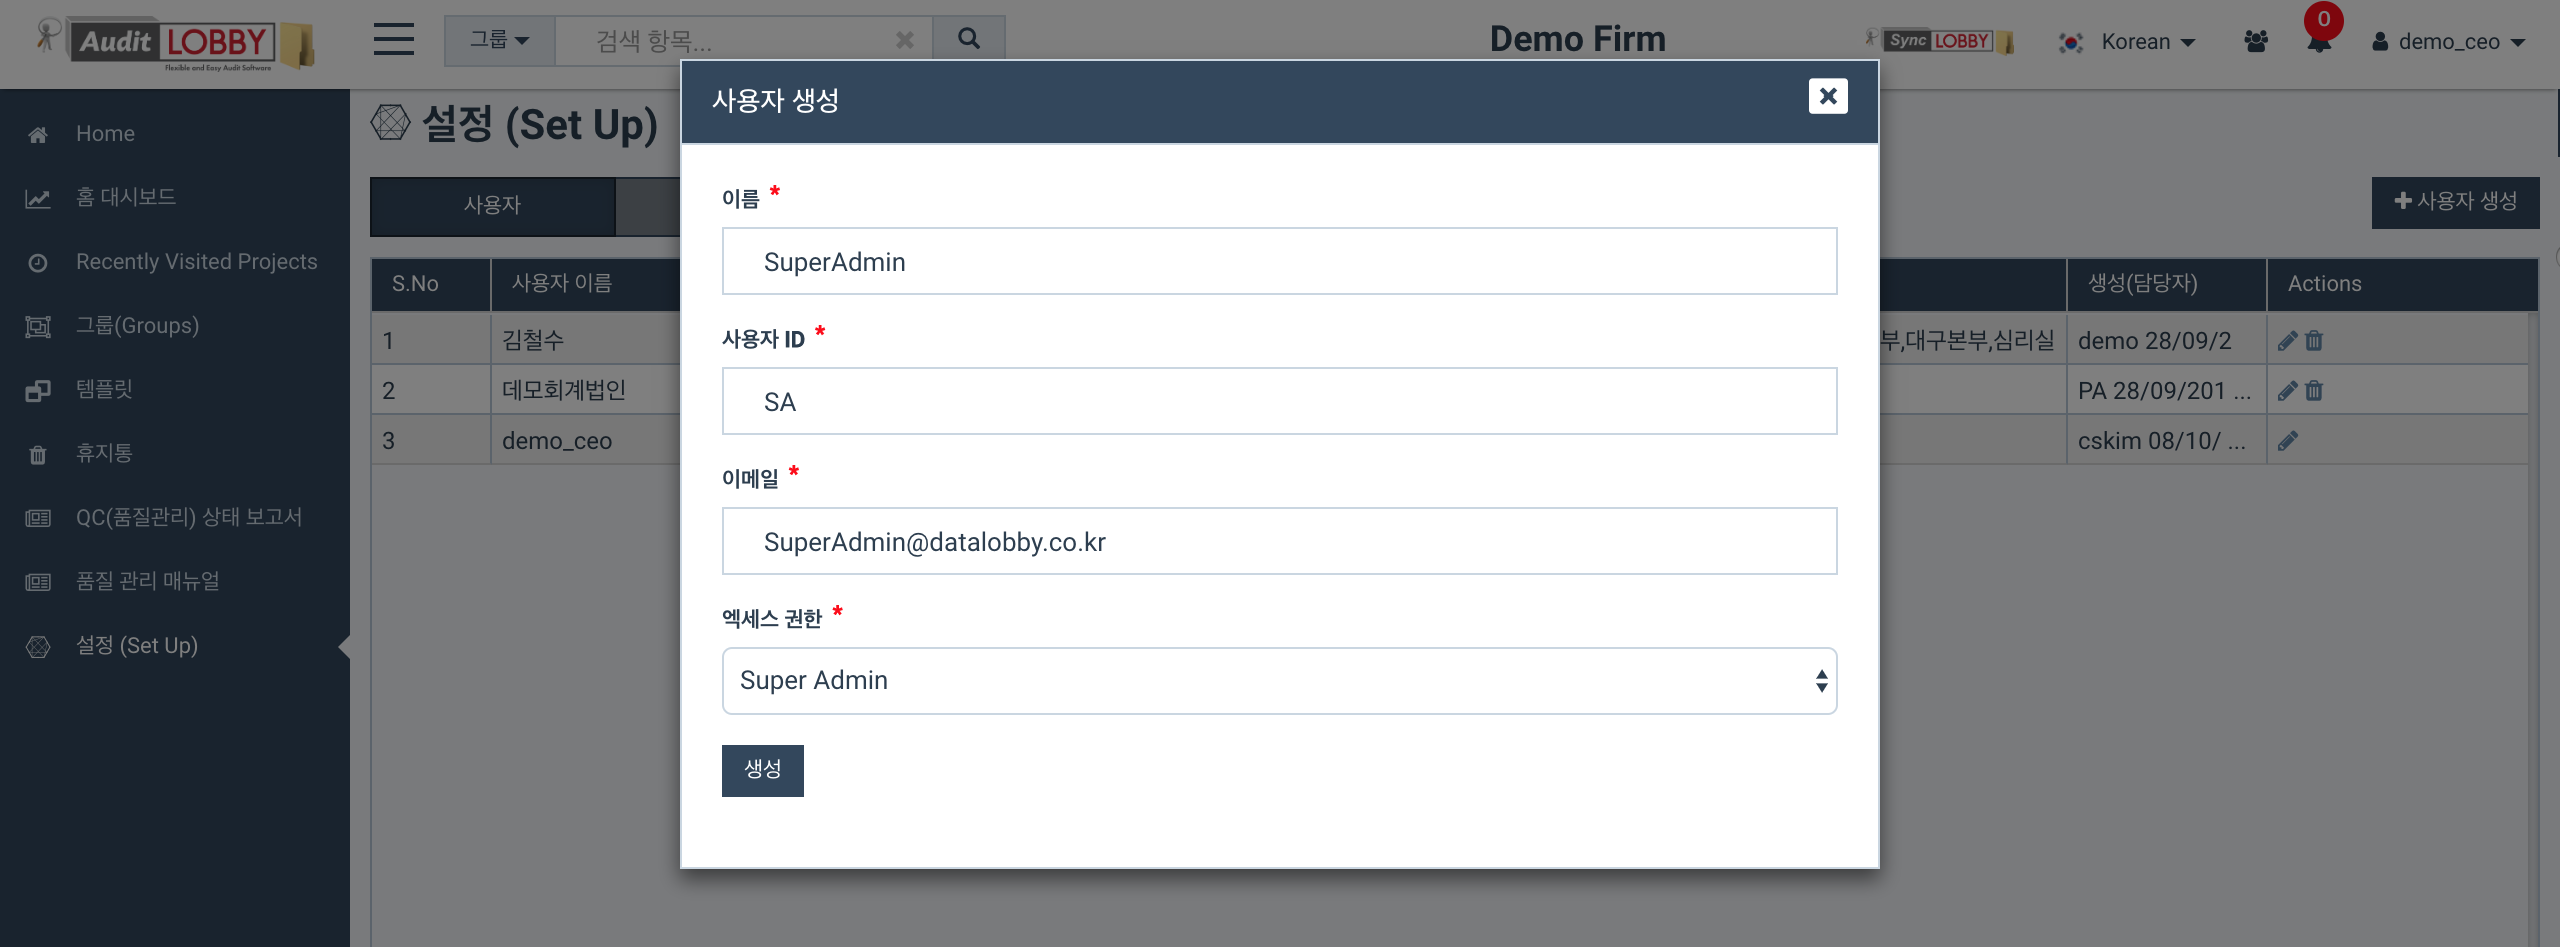 Audit LOBBY
Flexible and Easy Audit Software
그룹
검색 항목...
Demo Firm
Sync LOBBY
Korean
0
demo_ceo
Home
홈 대시보드
Recently Visited Projects
그룹(Groups)
템플릿
휴지통
QC(품질관리) 상태 보고서
품질 관리 매뉴얼
설정 (Set Up)
설정 (Set Up)
사용자
+ 사용자 생성
S.No 사용자 이름 생성(담당자) Actions
1 김철수 부,대구본부,심리실 demo 28/09/2
2 데모회계법인 PA 28/09/201 ...
3 demo_ceo cskim 08/10/ ...
사용자 생성
이름 *
SuperAdmin
사용자 ID *
SA
이메일 *
SuperAdmin@datalobby.co.kr
엑세스 권한 *
Super Admin
생성